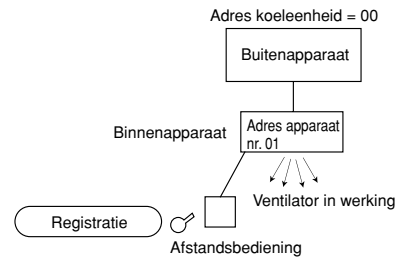 Adres koeleenheid = 00
Buitenapparaat
Binnenapparaat
Adres apparaat
nr. 01
Ventilator in werking
Registratie
Afstandsbediening